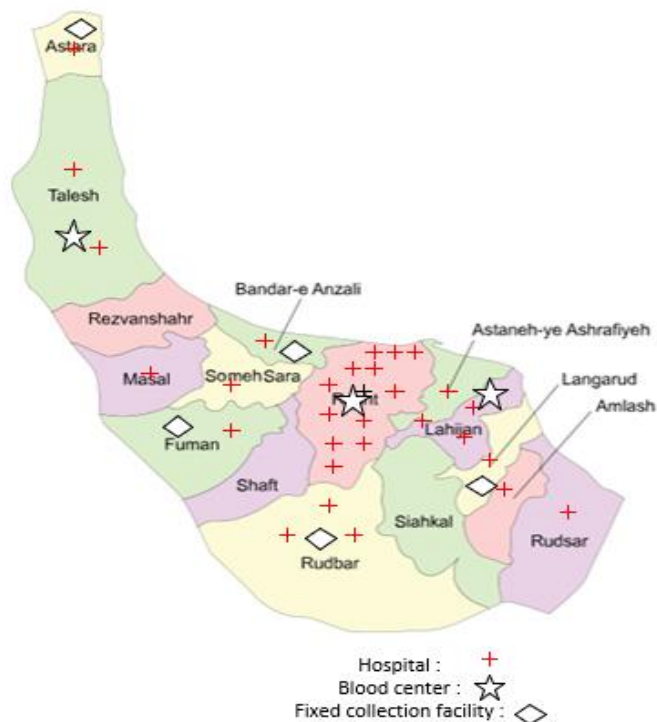 Astara
Talesh
Bandar-e Anzali
Rezvanshahr
Astaneh-ye Ashrafiyeh
Masal
Someh Sara
Langarud
Amlash
Fuman
Lahijan
Shaft
Siahkal
Rudsar
Rudbar
Hospital :
Blood center :
Fixed collection facility :